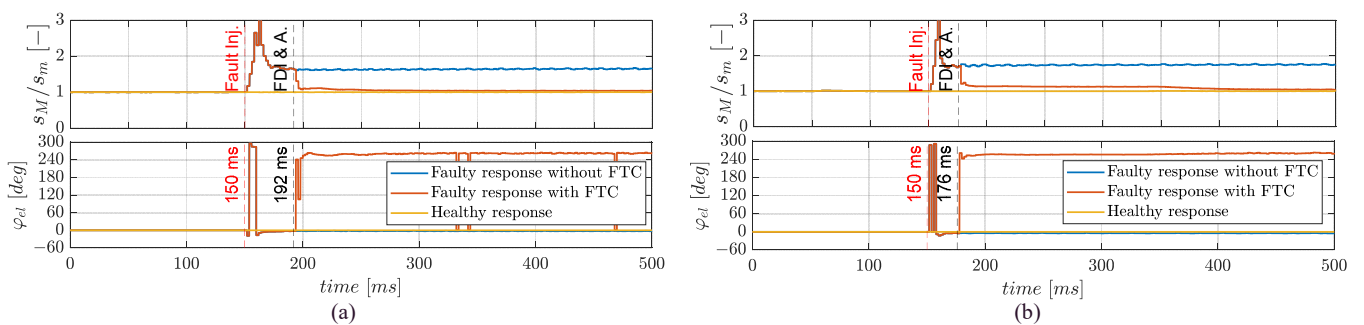 3
2
1
0
s_M/s_m [−]
Fault Inj.
FDI & A.
300
240
180
120
60
0
−60
φ_el [deg]
150 ms
192 ms
Faulty response without FTC
Faulty response with FTC
Healthy response
0 100 200 300 400 500
time [ms]
(a)
3
2
1
0
s_M/s_m [−]
Fault Inj.
FDI & A.
300
240
180
120
60
0
−60
φ_el [deg]
150 ms
176 ms
Faulty response without FTC
Faulty response with FTC
Healthy response
0 100 200 300 400 500
time [ms]
(b)